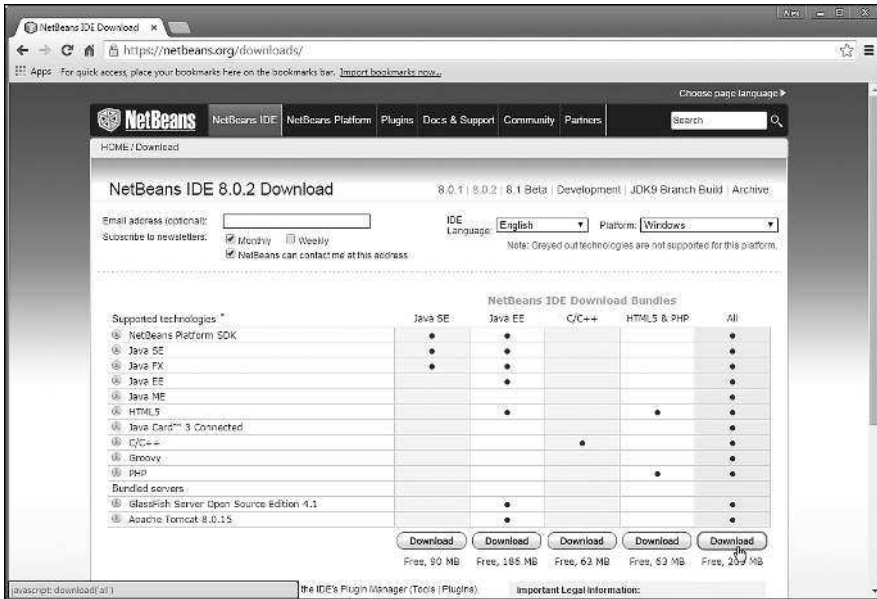 NetBeans IDE Download ×
https://netbeans.org/downloads/
Apps For quick access, place your bookmarks here on the bookmarks bar. Import bookmarks now...
Choose page language
NetBeans NetBeans IDE NetBeans Platform Plugins Docs & Support Community Partners Search
HOME / Download
NetBeans IDE 8.0.2 Download 8.0.1 | 8.0.2 | 8.1 Beta | Development | JDK9 Branch Build | Archive
Email address (optional):
IDE Language: English Platform: Windows
Subscribe to newsletters: Monthly Weekly
Note: Greyed out technologies are not supported for this platform.
NetBeans can contact me at this address
NetBeans IDE Download Bundles
Supported technologies * Java SE Java EE C/C++ HTML5 & PHP All
NetBeans Platform SDK • • •
Java SE • • •
Java FX • • •
Java EE • •
Java ME •
HTML5 • • •
Java Card™ 3 Connected •
C/C++ • •
Groovy •
PHP • •
Bundled servers
GlassFish Server Open Source Edition 4.1 • •
Apache Tomcat 8.0.15 • •
Download Download Download Download Download
Free, 90 MB Free, 186 MB Free, 63 MB Free, 63 MB Free, MB
javascript: download('all') the IDE's Plugin Manager (Tools | Plugins). Important Legal Information: